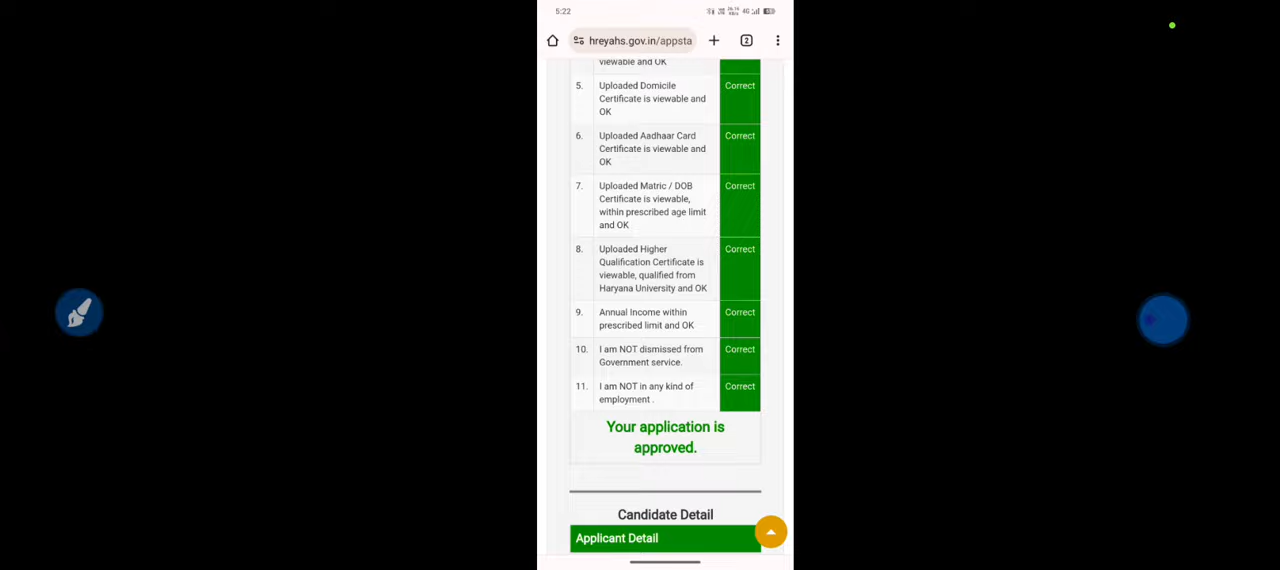 5:22
4G
hreyahs.gov.in/appsta
2
viewable and OK
5. Uploaded Domicile Correct
Certificate is viewable and
OK
6. Uploaded Aadhaar Card Correct
Certificate is viewable and
OK
7. Uploaded Matric / DOB Correct
Certificate is viewable,
within prescribed age limit
and OK
8. Uploaded Higher Correct
Qualification Certificate is
viewable, qualified from
Haryana University and OK
9. Annual Income within Correct
prescribed limit and OK
10. I am NOT dismissed from Correct
Government service.
11. I am NOT in any kind of Correct
employment .
Your application is
approved.
Candidate Detail
Applicant Detail